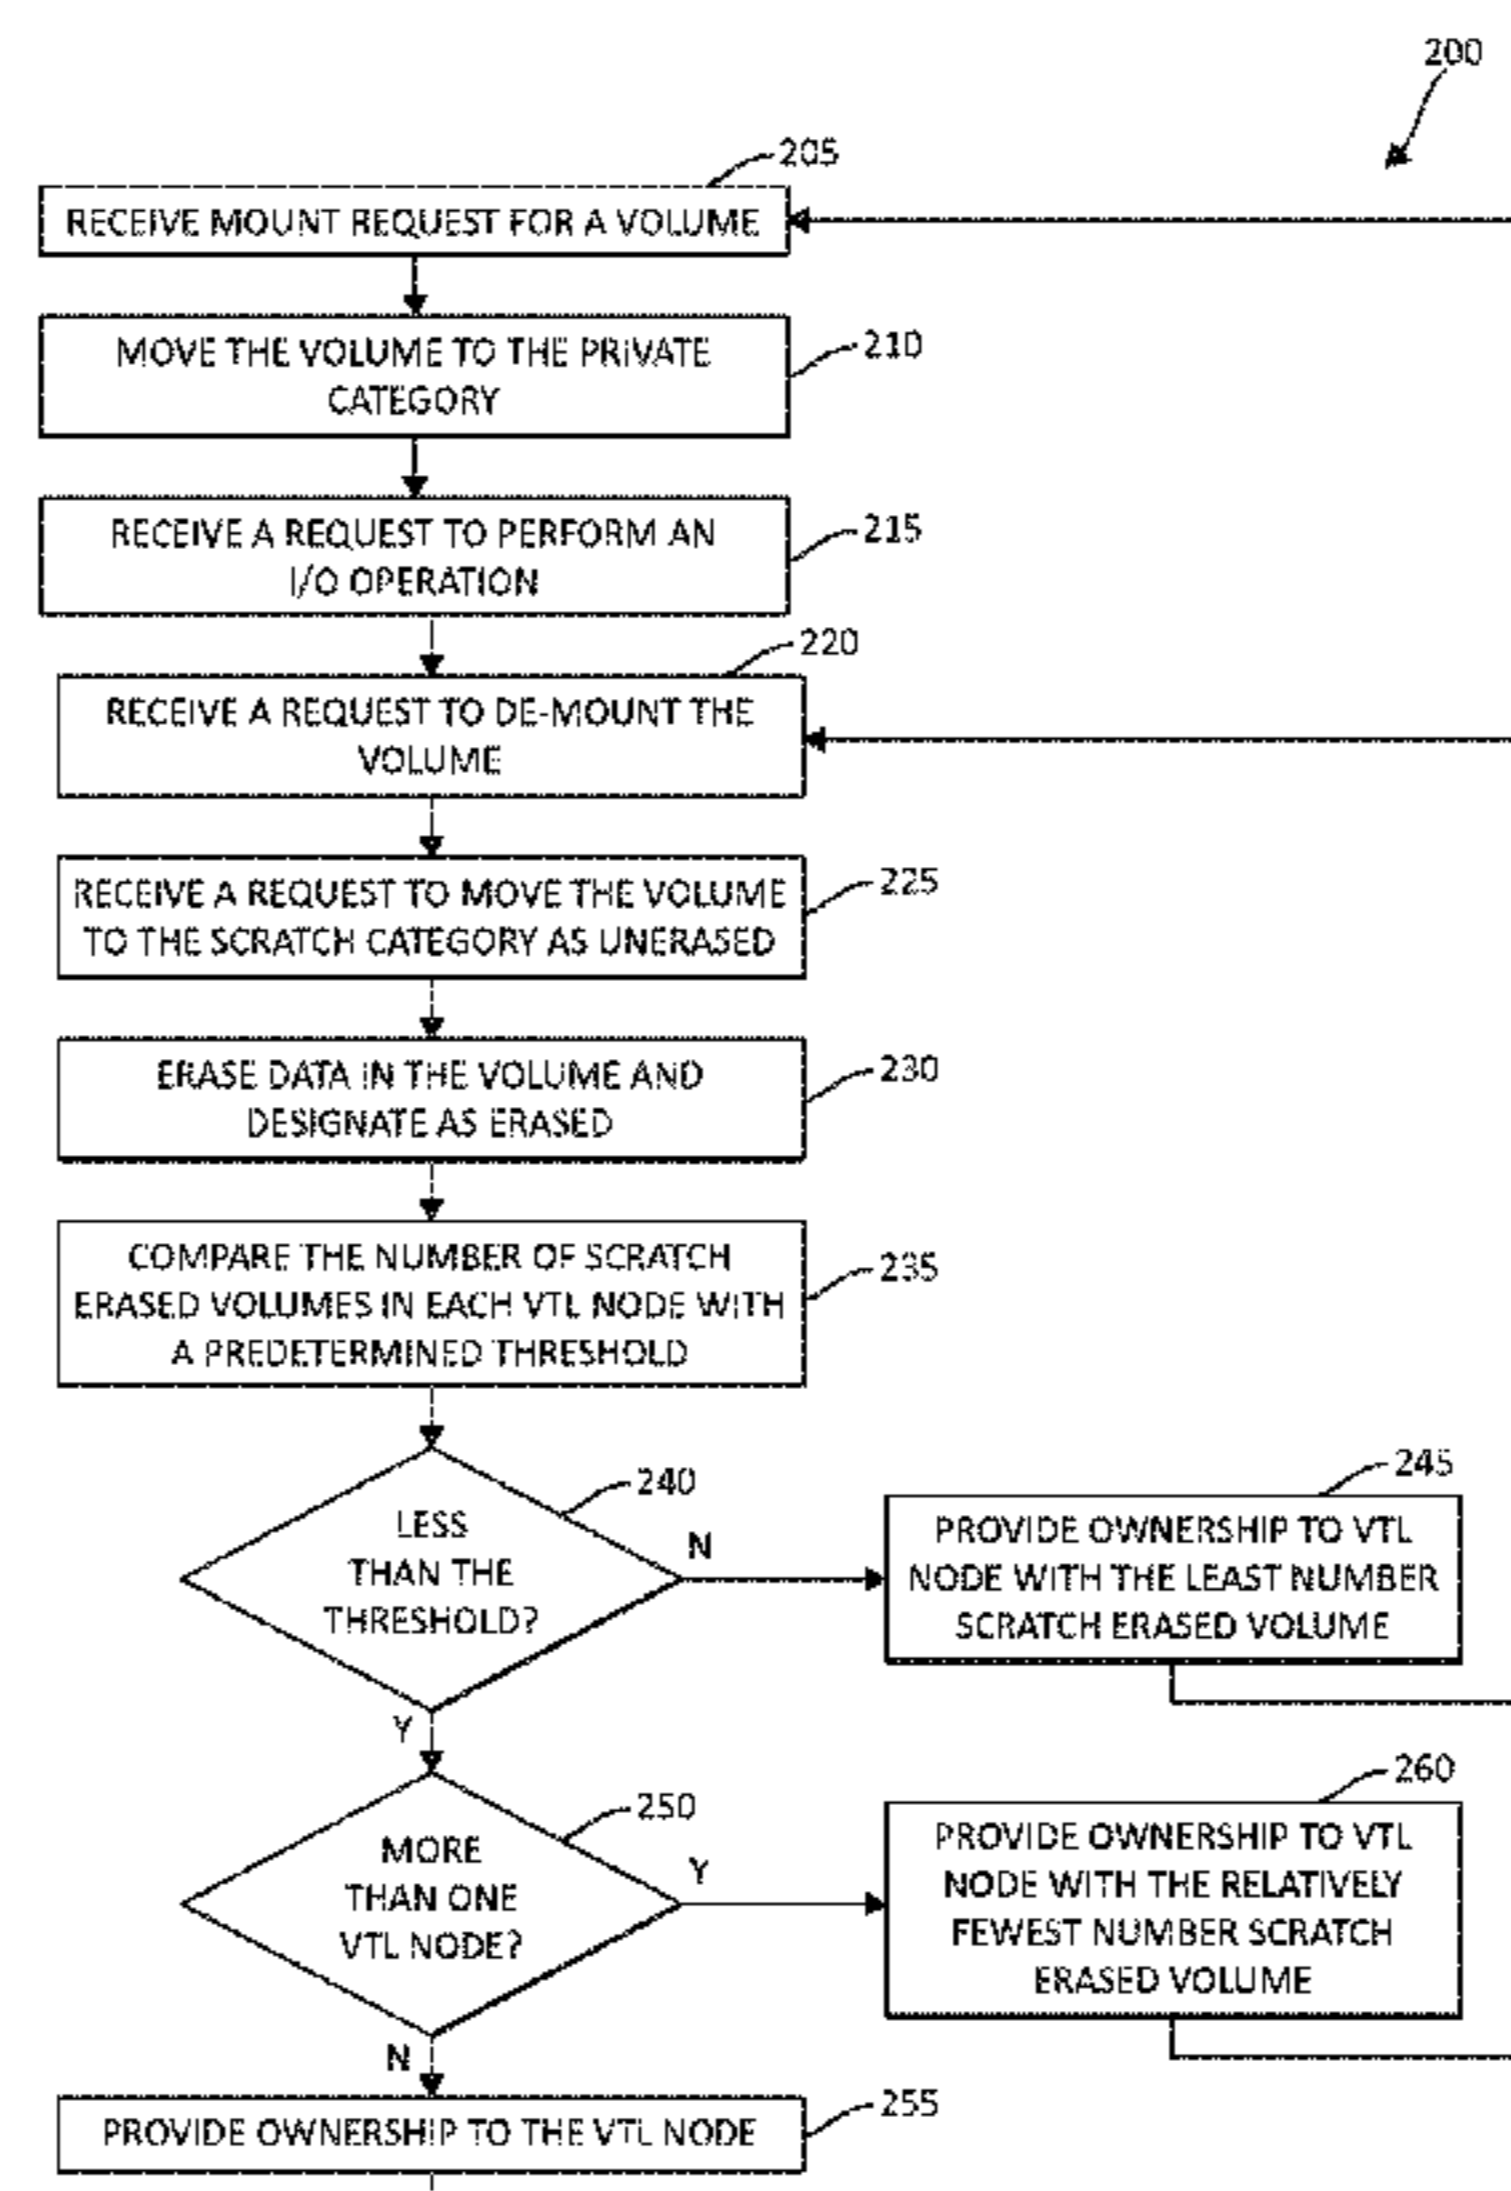 200
205
RECEIVE MOUNT REQUEST FOR A VOLUME
MOVE THE VOLUME TO THE PRIVATE
CATEGORY
210
RECEIVE A REQUEST TO PERFORM AN
I/O OPERATION
215
220
RECEIVE A REQUEST TO DE-MOUNT THE
VOLUME
RECEIVE A REQUEST TO MOVE THE VOLUME
TO THE SCRATCH CATEGORY AS UNERASED
225
ERASE DATA IN THE VOLUME AND
DESIGNATE AS ERASED
230
COMPARE THE NUMBER OF SCRATCH
ERASED VOLUMES IN EACH VTL NODE WITH
A PREDETERMINED THRESHOLD
235
LESS
THAN THE
THRESHOLD?
240
N
Y
245
PROVIDE OWNERSHIP TO VTL
NODE WITH THE LEAST NUMBER
SCRATCH ERASED VOLUME
MORE
THAN ONE
VTL NODE?
250
Y
N
260
PROVIDE OWNERSHIP TO VTL
NODE WITH THE RELATIVELY
FEWEST NUMBER SCRATCH
ERASED VOLUME
PROVIDE OWNERSHIP TO THE VTL NODE
255